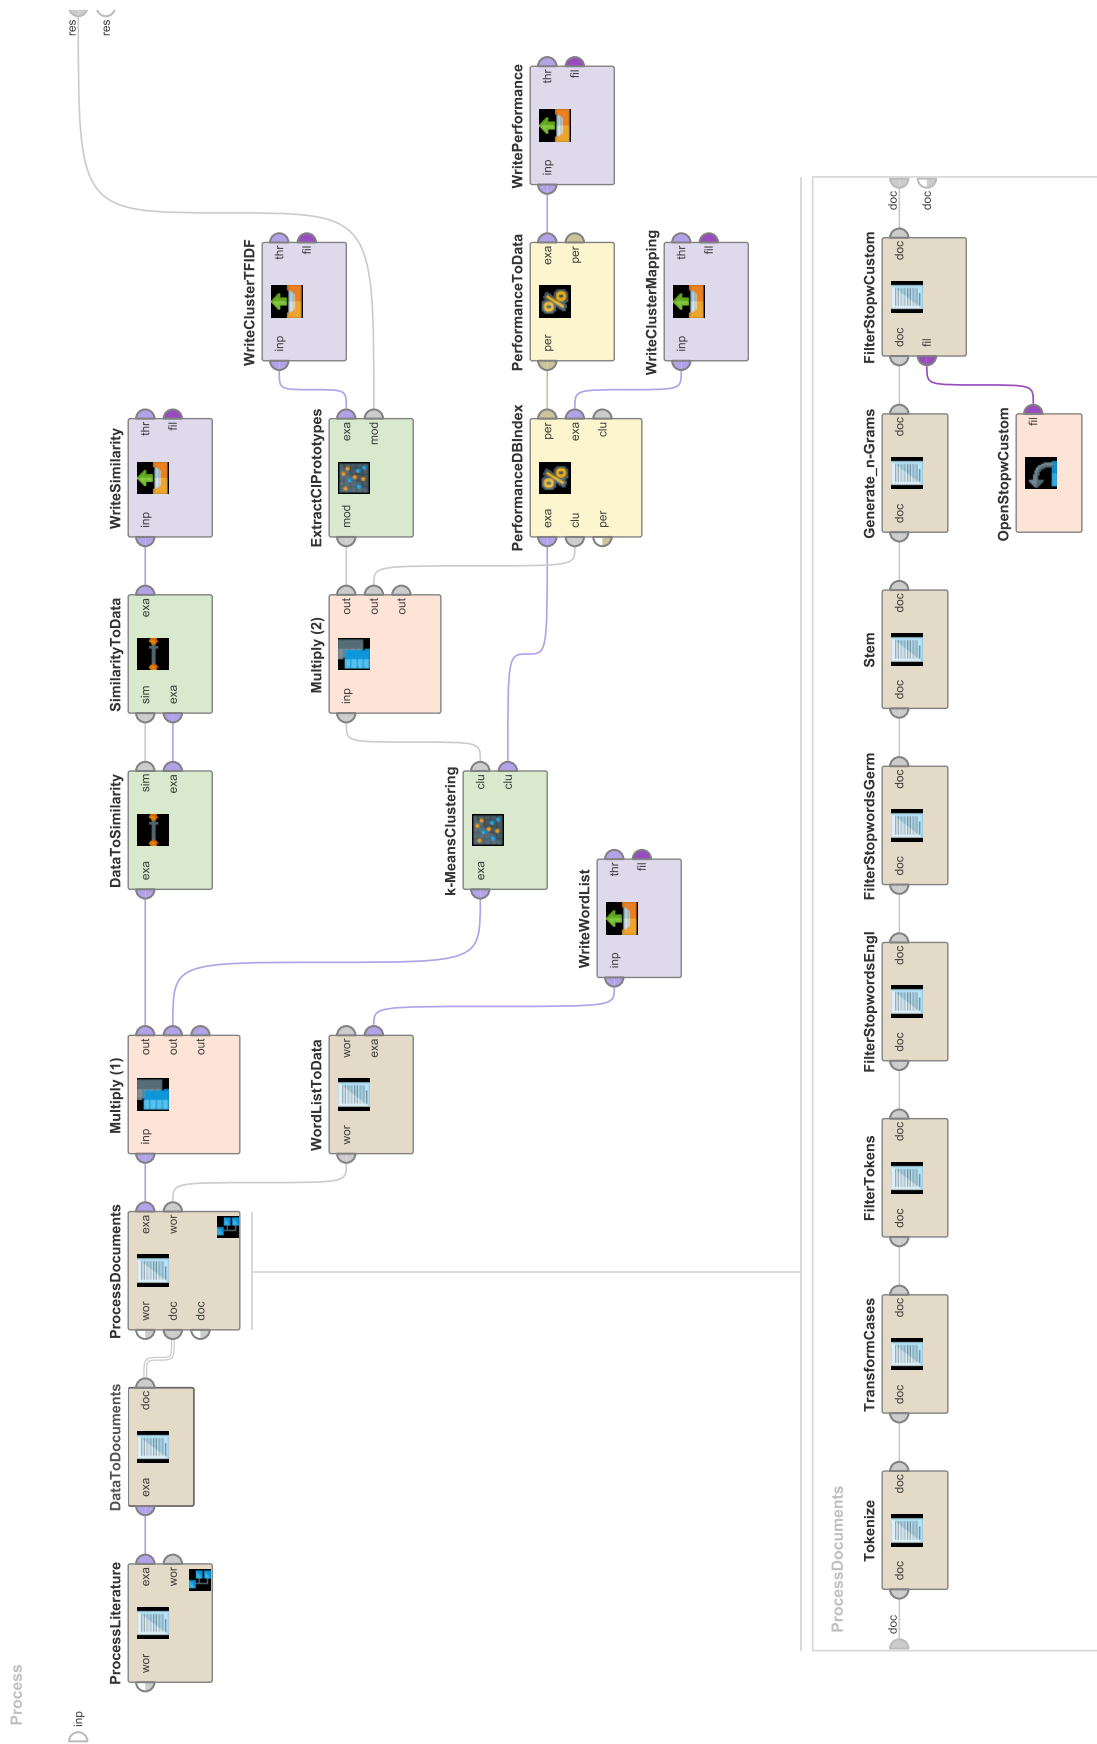 Process
inp
res
res
ProcessLiterature
wor
exa
wor
DataToDocuments
exa
doc
ProcessDocuments
wor
doc
doc
exa
wor
Multiply (1)
inp
out
out
out
DataToSimilarity
exa
sim
exa
SimilarityToData
sim
exa
exa
WriteSimilarity
inp
thr
fil
WordListToData
wor
wor
exa
WriteWordList
inp
thr
fil
k-MeansClustering
exa
clu
clu
Multiply (2)
inp
out
out
out
ExtractClPrototypes
mod
exa
mod
WriteClusterTFIDF
inp
thr
fil
PerformanceDBIndex
exa
clu
per
per
exa
clu
PerformanceToData
per
exa
per
WritePerformance
inp
thr
fil
WriteClusterMapping
inp
thr
fil
ProcessDocuments
doc
Tokenize
doc
doc
TransformCases
doc
doc
FilterTokens
doc
doc
FilterStopwordsEngl
doc
doc
FilterStopwordsGerm
doc
doc
Stem
doc
doc
Generate_n-Grams
doc
doc
OpenStopwCustom
fil
FilterStopwCustom
doc
fil
doc
doc
doc